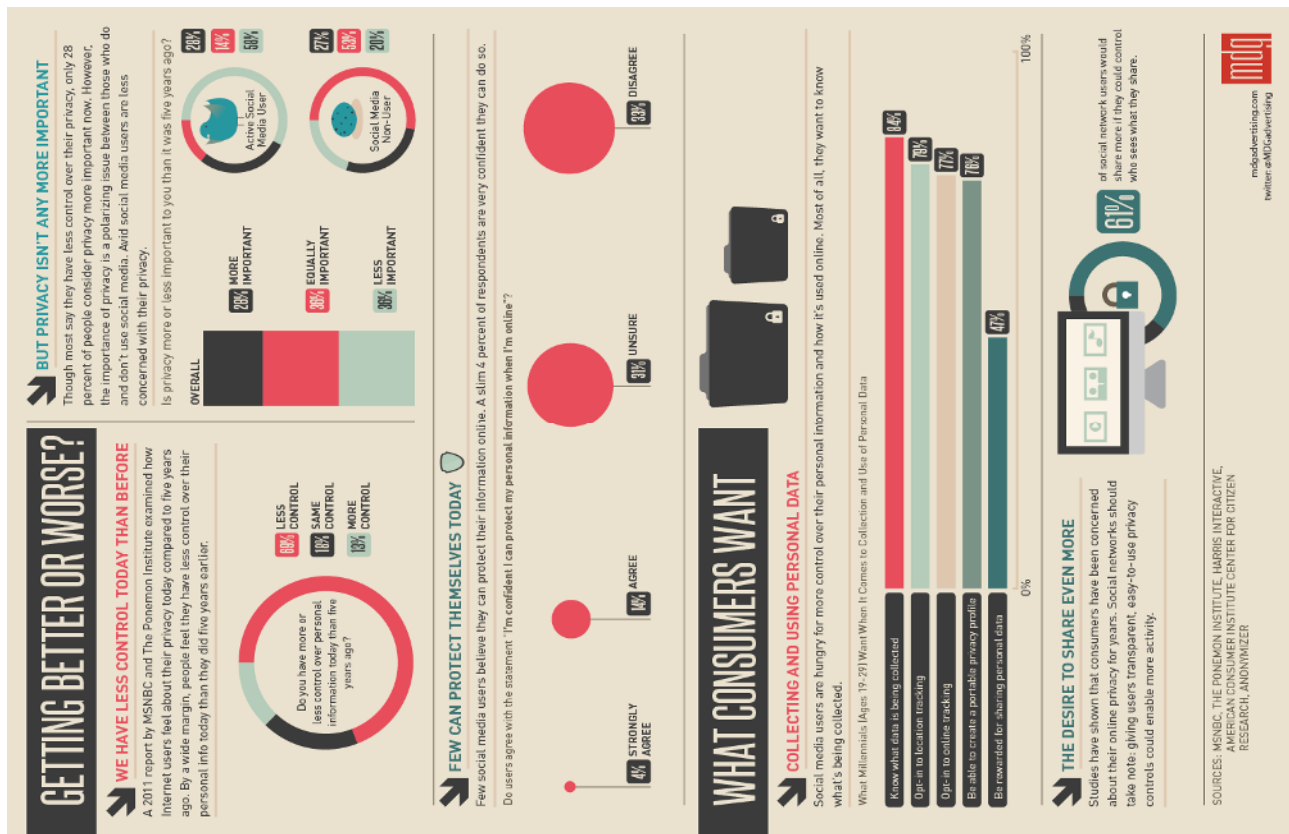 GETTING BETTER OR WORSE?
WE HAVE LESS CONTROL TODAY THAN BEFORE
A 2011 report by MSNBC and The Ponemon Institute examined how
Internet users feel about their privacy today compared to five years
ago. By a wide margin, people feel they have less control over their
personal info today than they did five years earlier.
Do you have more or
less control over personal
information today than five
years ago?
69% LESS
CONTROL
18% SAME
CONTROL
13% MORE
CONTROL
BUT PRIVACY ISN'T ANY MORE IMPORTANT
Though most say they have less control over their privacy, only 28
percent of people consider privacy more important now. However,
the importance of privacy is a polarizing issue between those who do
and don't use social media. Avid social media users are less
concerned with their privacy.
Is privacy more or less important to you than it was five years ago?
OVERALL
28% MORE
IMPORTANT
36% EQUALLY
IMPORTANT
36% LESS
IMPORTANT
Active Social
Media User
28%
14%
58%
Social Media
Non-User
27%
53%
20%
FEW CAN PROTECT THEMSELVES TODAY
Few social media users believe they can protect their information online. A slim 4 percent of respondents are very confident they can do so.
Do users agree with the statement "I'm confident I can protect my personal information when I'm online"?
4% STRONGLY
AGREE
14% AGREE
31% UNSURE
33% DISAGREE
WHAT CONSUMERS WANT
COLLECTING AND USING PERSONAL DATA
Social media users are hungry for more control over their personal information and how it's used online. Most of all, they want to know
what's being collected.
What Millennials (Ages 19-29) Want When It Comes to Collection and Use of Personal Data
Know what data is being collected 84%
Opt-in to location tracking 79%
Opt-in to online tracking 77%
Be able to create a portable privacy profile 76%
Be rewarded for sharing personal data 47%
0% 100%
THE DESIRE TO SHARE EVEN MORE
Studies have shown that consumers have been concerned
about their online privacy for years. Social networks should
take note: giving users transparent, easy-to-use privacy
controls could enable more activity.
61%
of social network users would
share more if they could control
who sees what they share.
SOURCES: MSNBC, THE PONEMON INSTITUTE, HARRIS INTERACTIVE,
AMERICAN CONSUMER INSTITUTE CENTER FOR CITIZEN
RESEARCH, ANONYMIZER
mdgadvertising.com
twitter: @MDGadvertising
mdg